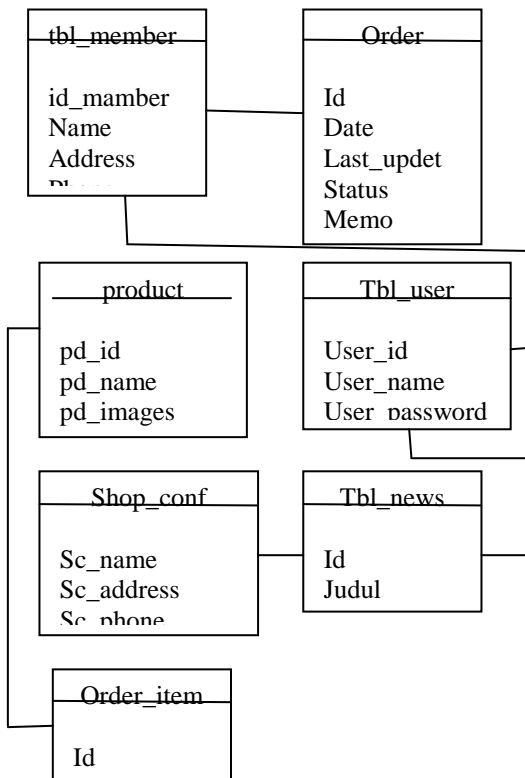 tbl_member
id_mamber
Name
Address
Order
Id
Date
Last_updet
Status
Memo
product
pd_id
pd_name
pd_images
Tbl_user
User_id
User_name
User_password
Shop_conf
Sc_name
Sc_address
Sc_phone
Tbl_news
Id
Judul
Order_item
Id